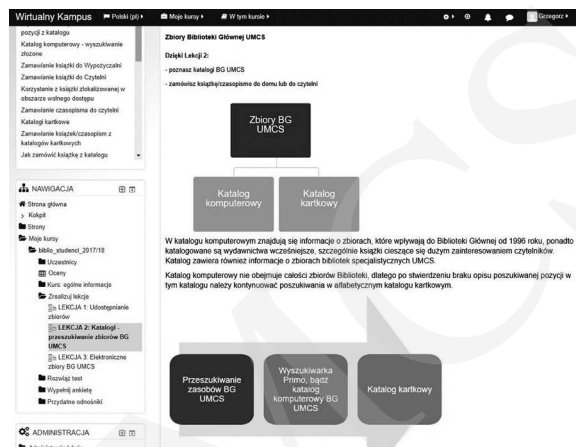 Wirtualny Kampus Polski (pl) Moje kursy W tym kursie Grzegorz
pozycji z katalogu
Katalog komputerowy - wyszukiwanie
złożone
Zamawianie książki do Wypożyczalni
Zamawianie książki do Czytelni
Korzystanie z książki zlokalizowanej w
obszarze wolnego dostępu
Zamawianie czasopisma do czytelni
Katalogi kartkowe
Zamawianie książek/czasopism z
katalogów kartkowych
Jak zamówić książkę z katalogu
NAWIGACJA
Strona główna
Kokpit
Strony
Moje kursy
biblio_studenci_2017/18
Uczestnicy
Oceny
Kurs: ogólne informacje
Zrealizuj lekcje
LEKCJA 1: Udostępnianie
zbiorów
LEKCJA 2: Katalogi -
przeszukiwanie zbiorów BG
UMCS
LEKCJA 3: Elektroniczne
zbiory BG UMCS
Rozwiąż test
Wypełnij ankietę
Przydatne odnośniki
ADMINISTRACJA
Zbiory Biblioteki Głównej UMCS
Dzięki Lekcji 2:
- poznasz katalogi BG UMCS
- zamówisz książkę/czasopismo do domu lub do czytelni
Zbiory BG
UMCS
Katalog
komputerowy
Katalog
kartkowy
W katalogu komputerowym znajdują się informacje o zbiorach, które wpływają do Biblioteki Głównej od 1996 roku, ponadto
katalogowane są wydawnictwa wcześniejsze, szczególnie książki cieszące się dużym zainteresowaniem czytelników.
Katalog zawiera również informacje o zbiorach bibliotek specjalistycznych UMCS.
Katalog komputerowy nie obejmuje całości zbiorów Biblioteki, dlatego po stwierdzeniu braku opisu poszukiwanej pozycji w
tym katalogu należy kontynuować poszukiwania w alfabetycznym katalogu kartkowym.
Przeszukiwanie
zasobów BG
UMCS
Wyszukiwarka
Primo, bądź
katalog
komputerowy BG
UMCS
Katalog kartkowy